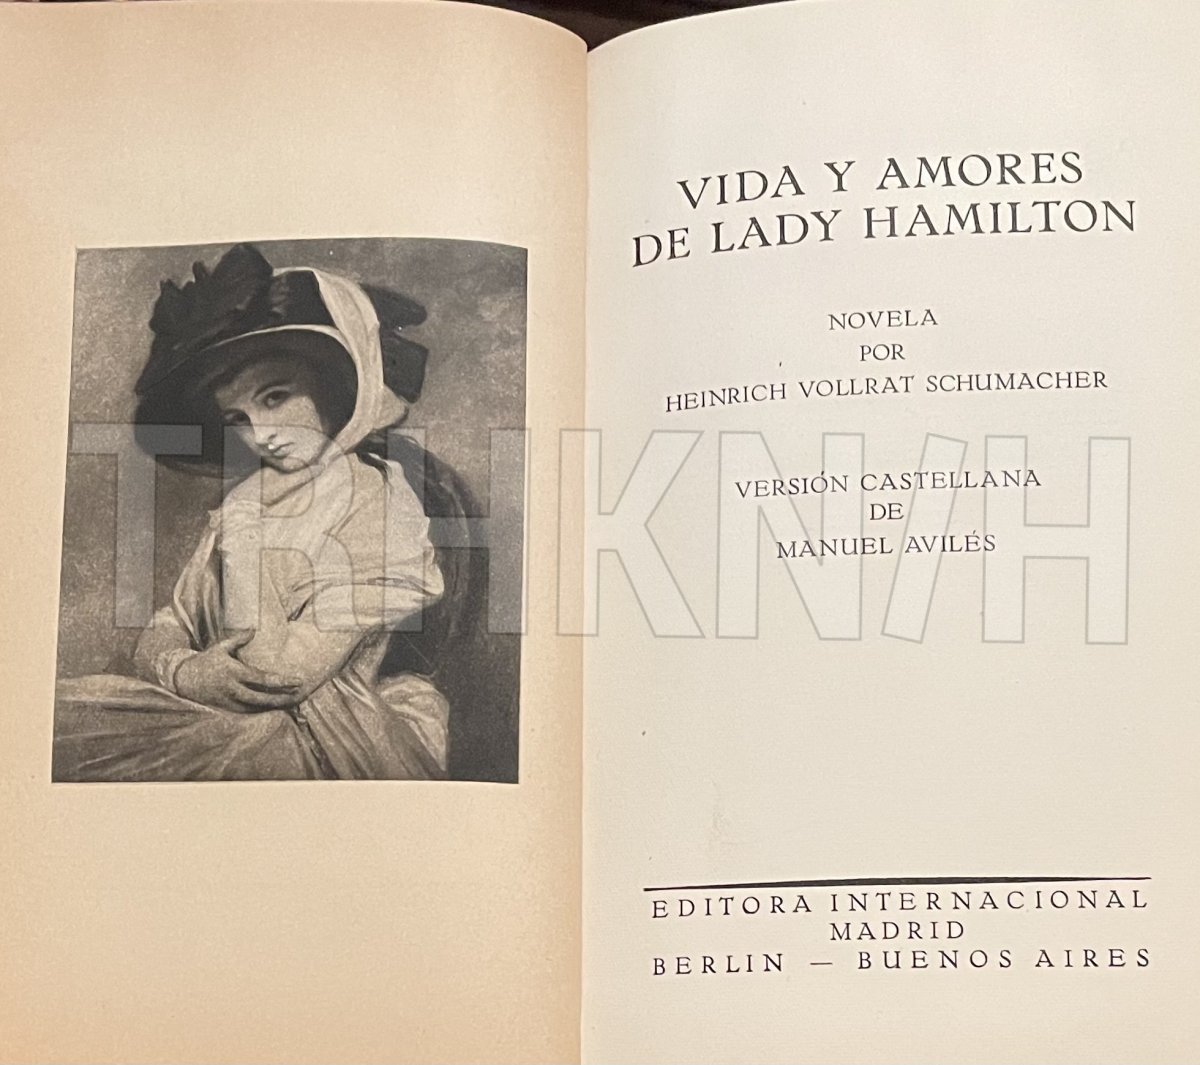 VIDA Y AMORES
DE LADY HAMILTON
NOVELA
POR
HEINRICH VOLLRAT SCHUMACHER
VERSIÓN CASTELLANA
DE
MANUEL AVILÉS
TRHKN/H
EDITORA INTERNACIONAL
MADRID
BERLIN — BUENOS AIRES